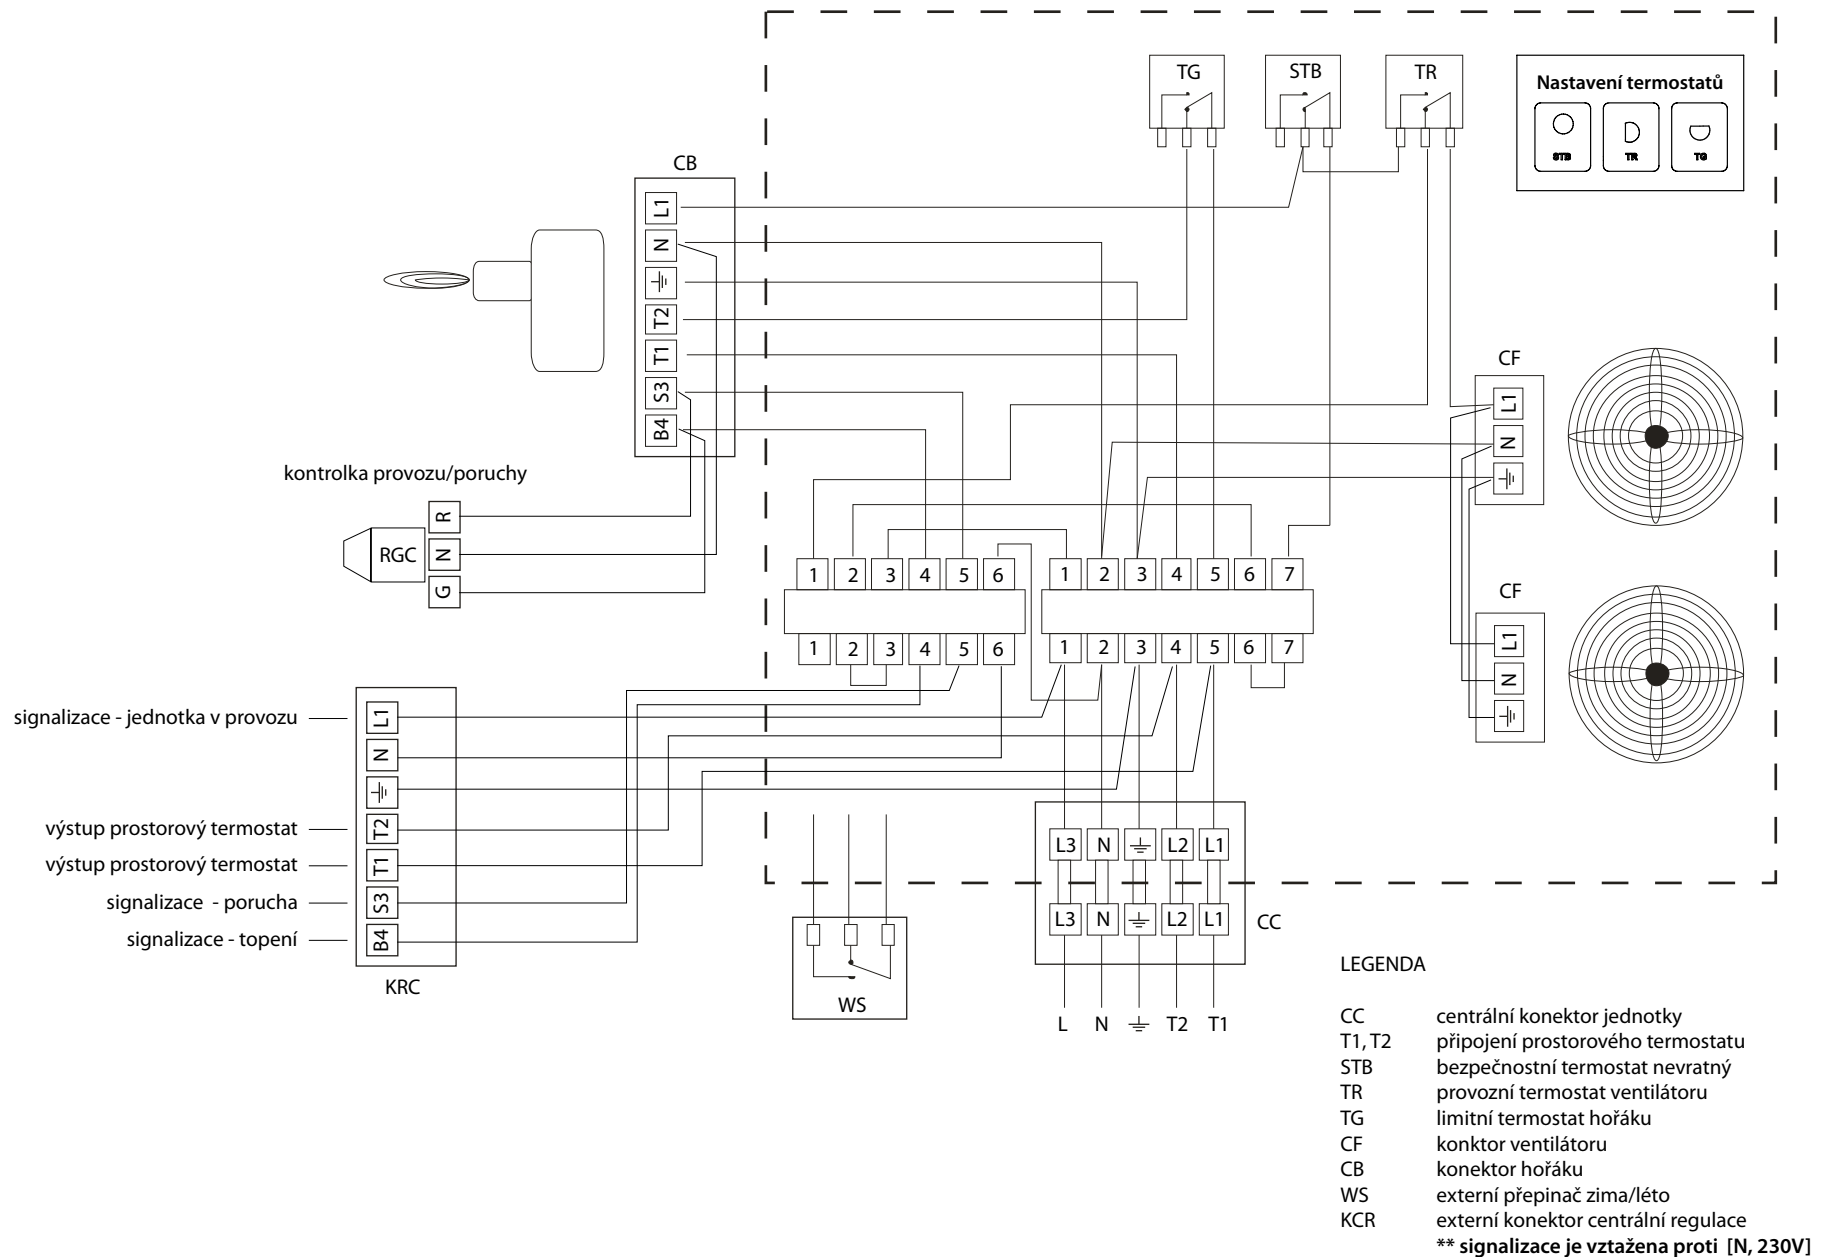 TG
STB
TR
Nastavení termostatů
STB
TR
TG
CB
L1
N
T2
T1
S3
B4
CF
L1
N
kontrolka provozu/poruchy
R
RGC
N
G
1 2 3 4 5 6
1 2 3 4 5 6 7
1 2 3 4 5 6
1 2 3 4 5 6 7
CF
L1
N
signalizace - jednotka v provozu
L1
N
výstup prostorový termostat
T2
výstup prostorový termostat
T1
signalizace - porucha
S3
signalizace - topení
B4
KRC
L3 N L2 L1
L3 N L2 L1
CC
WS
L N T2 T1
LEGENDA
CC centrální konektor jednotky
T1, T2 připojení prostorového termostatu
STB bezpečnostní termostat nevratný
TR provozní termostat ventilátoru
TG limitní termostat hořáku
CF konktor ventilátoru
CB konektor hořáku
WS externí přepinač zima/léto
KCR externí konektor centrální regulace
** signalizace je vztažena proti [N, 230V]